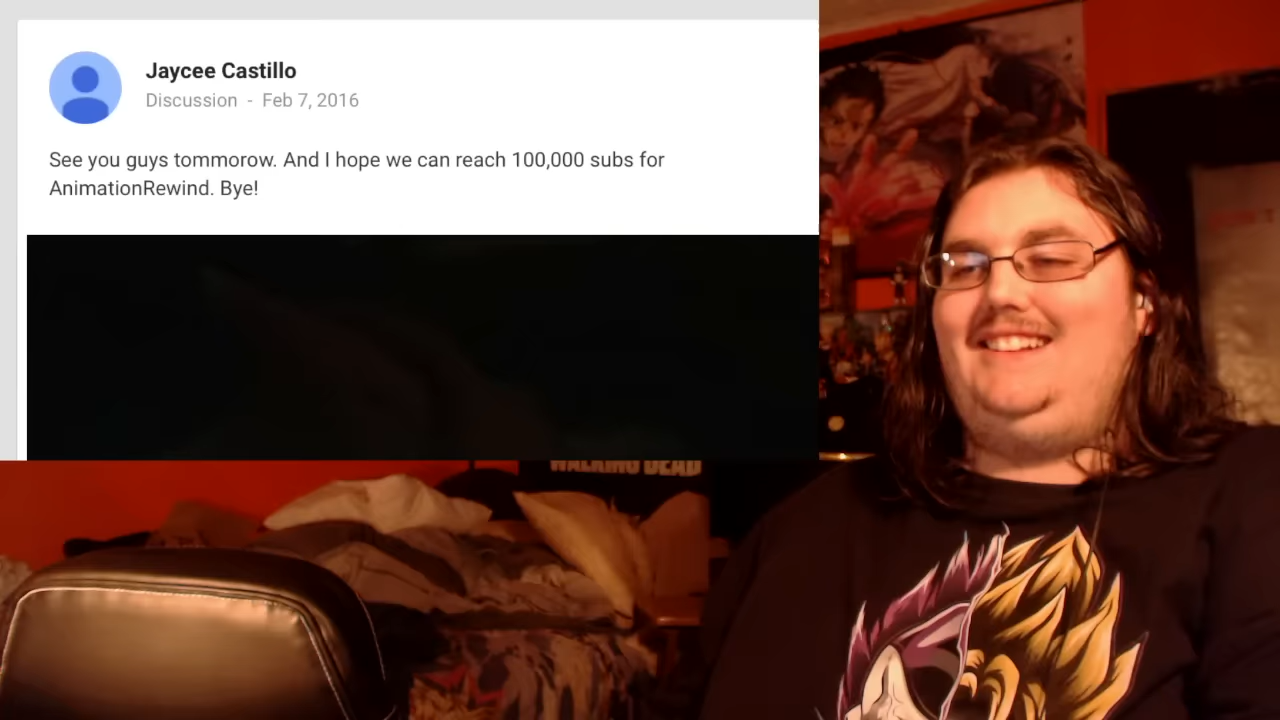 Jaycee Castillo
Discussion - Feb 7, 2016
See you guys tommorow. And I hope we can reach 100,000 subs for
AnimationRewind. Bye!
WALKING DEAD